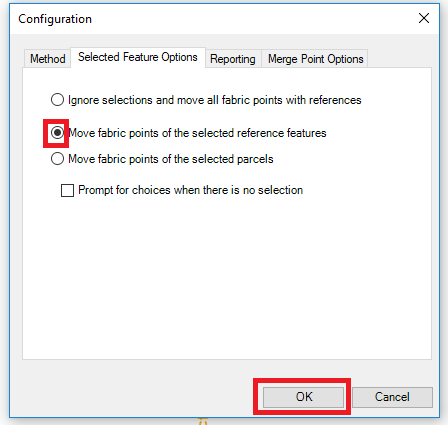 Configuration
Method Selected Feature Options Reporting Merge Point Options
Ignore selections and move all fabric points with references
Move fabric points of the selected reference features
Move fabric points of the selected parcels
Prompt for choices when there is no selection
OK Cancel